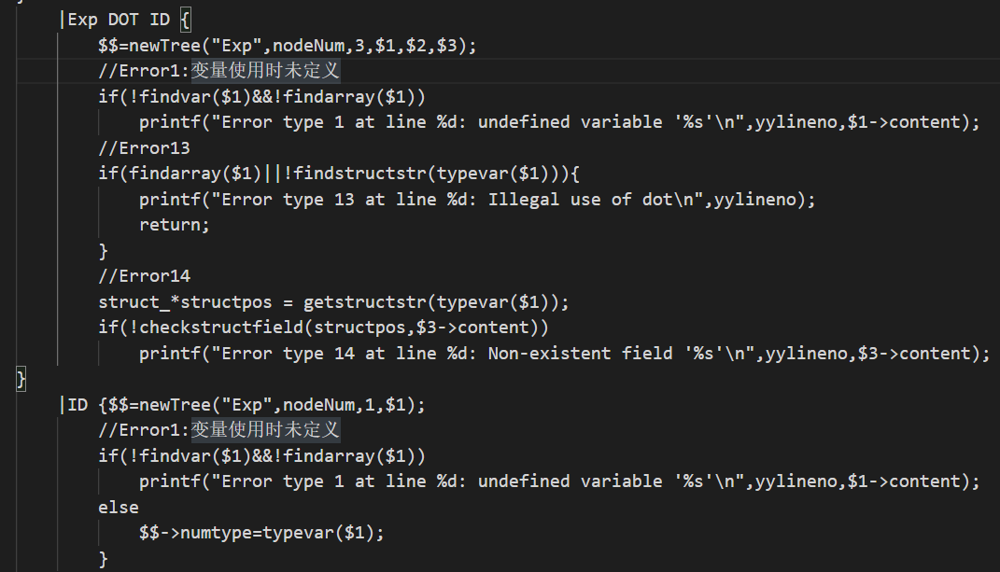 }
|Exp DOT ID {
$$=newTree("Exp",nodeNum,3,$1,$2,$3);
//Error1:变量使用时未定义
if(!findvar($1)&&!findarray($1))
printf("Error type 1 at line %d: undefined variable '%s'\n",yylineno,$1->content);
//Error13
if(findarray($1)||!findstructstr(typevar($1))){
printf("Error type 13 at line %d: Illegal use of dot\n",yylineno);
return;
}
//Error14
struct_*structpos = getstructstr(typevar($1));
if(!checkstructfield(structpos,$3->content))
printf("Error type 14 at line %d: Non-existent field '%s'\n",yylineno,$3->content);
}
|ID {$$=newTree("Exp",nodeNum,1,$1);
//Error1:变量使用时未定义
if(!findvar($1)&&!findarray($1))
printf("Error type 1 at line %d: undefined variable '%s'\n",yylineno,$1->content);
else
$$->numtype=typevar($1);
}